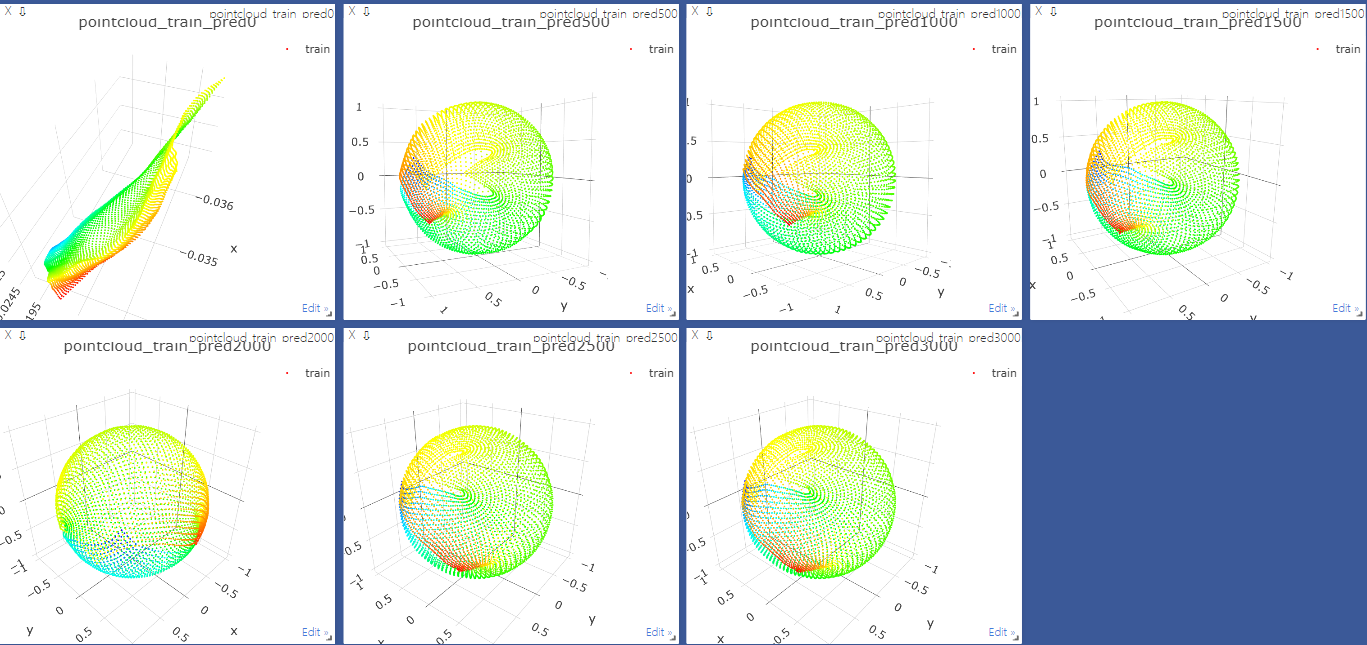 X ⇩ pointcloud_train_pred0
pointcloud_train_pred0
train
−0.036
x
−0.035
.0245
195
Edit »
X ⇩ pointcloud_train_pred500
pointcloud_train_pred500
train
1
0.5
0
−0.5
−1
1
0.5
0
−0.5
−1
1
0.5
0
−0.5
y
Edit »
X ⇩ pointcloud_train_pred1000
pointcloud_train_pred1000
train
1
.5
0
0.5
−1
1
0.5
0
−0.5
−1
x
1
0.5
0
−0.5
y
Edit »
X ⇩ pointcloud_train_pred1500
pointcloud_train_pred1500
train
1
0.5
0
−0.5
−1
1
0.5
0
−0.5
x
0.5
0
−0.5
−1
y
Edit »
X ⇩ pointcloud_train_pred2000
pointcloud_train_pred2000
train
0
−0.5
−1
−1
−0.5
0
0.5
y
−1
−0.5
0
0.5
x
Edit »
X ⇩ pointcloud_train_pred2500
pointcloud_train_pred2500
train
0.5
−1
1
0.5
0
0.5
x
−1
−0.5
0
0.5
y
Edit »
X ⇩ pointcloud_train_pred3000
pointcloud_train_pred3000
train
−0.5
−1
1
0.5
0
x
−1
−0.5
0
0.5
y
Edit »